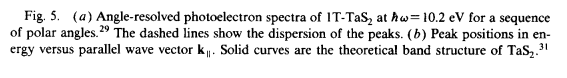 Fig. 5. (a) Angle-resolved photoelectron spectra of 1T-TaS₂ at ħω = 10.2 eV for a sequence
of polar angles.²⁹ The dashed lines show the dispersion of the peaks. (b) Peak positions in en-
ergy versus parallel wave vector k∥. Solid curves are the theoretical band structure of TaS₂.³¹